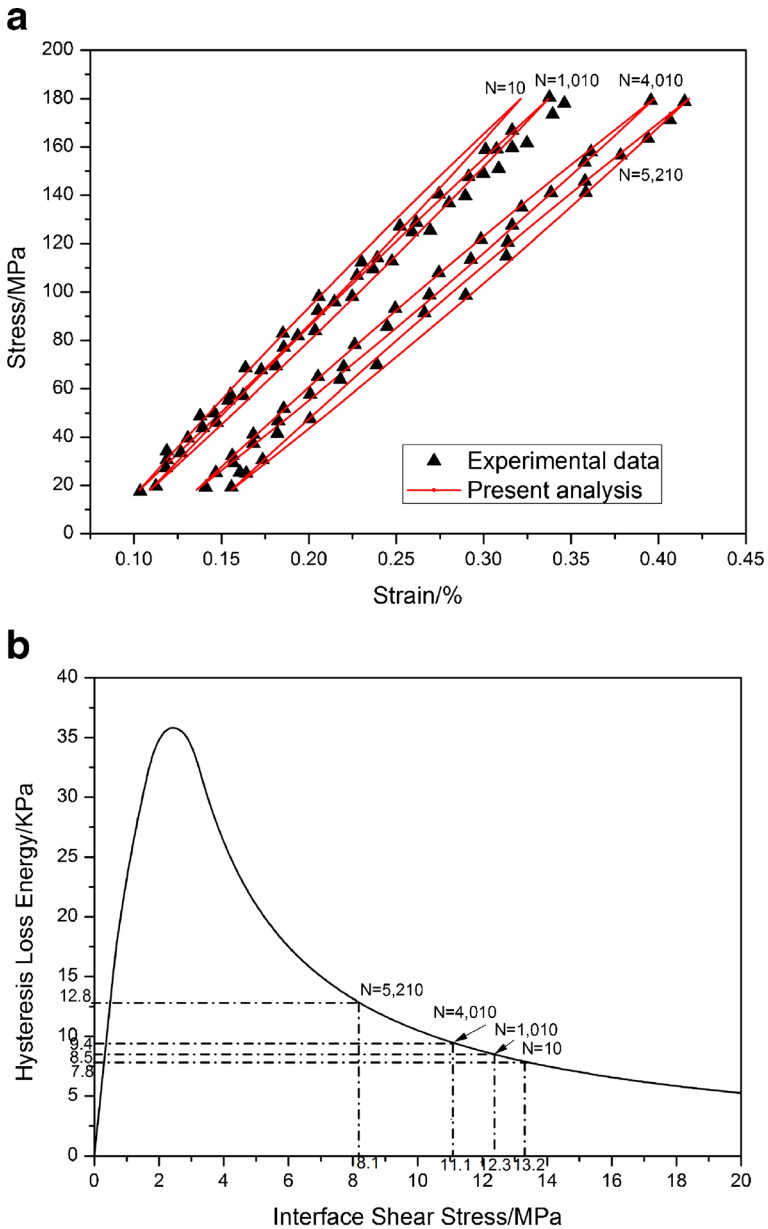 a
200
180
160
140
120
100
80
60
40
20
0
Stress/MPa
N=10
N=1,010
N=4,010
N=5,210
Experimental data
Present analysis
0.10
0.15
0.20
0.25
0.30
0.35
0.40
0.45
Strain/%
b
40
35
30
25
20
15
12.8
10
9.4
8.5
7.8
5
0
Hysteresis Loss Energy/KPa
N=5,210
N=4,010
N=1,010
N=10
8.1
11.1
12.3
13.2
0
2
4
6
8
10
12
14
16
18
20
Interface Shear Stress/MPa